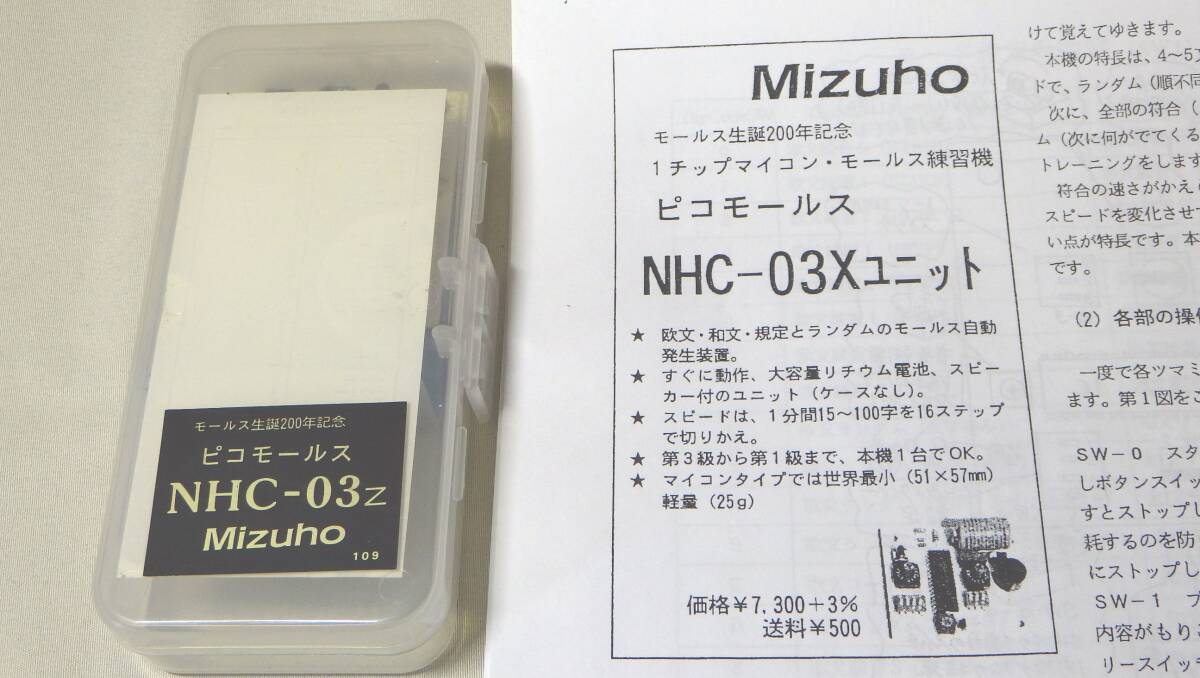 モールス生誕200年記念
ピコモールス
NHC-03Z
Mizuho
109
Mizuho
モールス生誕200年記念
1チップマイコン・モールス練習機
ピコモールス
NHC-03Xユニット
★ 欧文・和文・規定とランダムのモールス自動
発生装置。
★ すぐに動作、大容量リチウム電池、スピー
カー付のユニット(ケースなし)。
★ スピードは、1分間15〜100字を16ステップ
で切りかえ。
★ 第3級から第1級まで、本機1台でOK。
★ マイコンタイプでは世界最小(51×57mm)
軽量(25g)
価格¥7,300+3%
送料¥500
けて覚えてゆきます。
本機の特長は、4〜5
ドで、ランダム(順不同
次に、全部の符合(
ム(次に何がでてくる
トレーニングをします
符合の速さがかえ
スピードを変化させ
い点が特長です。本
です。
(2) 各部の操作
一度で各ツマミ
ます。第1図をご
SW-0 スタ
しボタンスイッ
すとストップし
耗するのを防
にストップし
SW-1 プ
内容がもりこ
リースイッチ